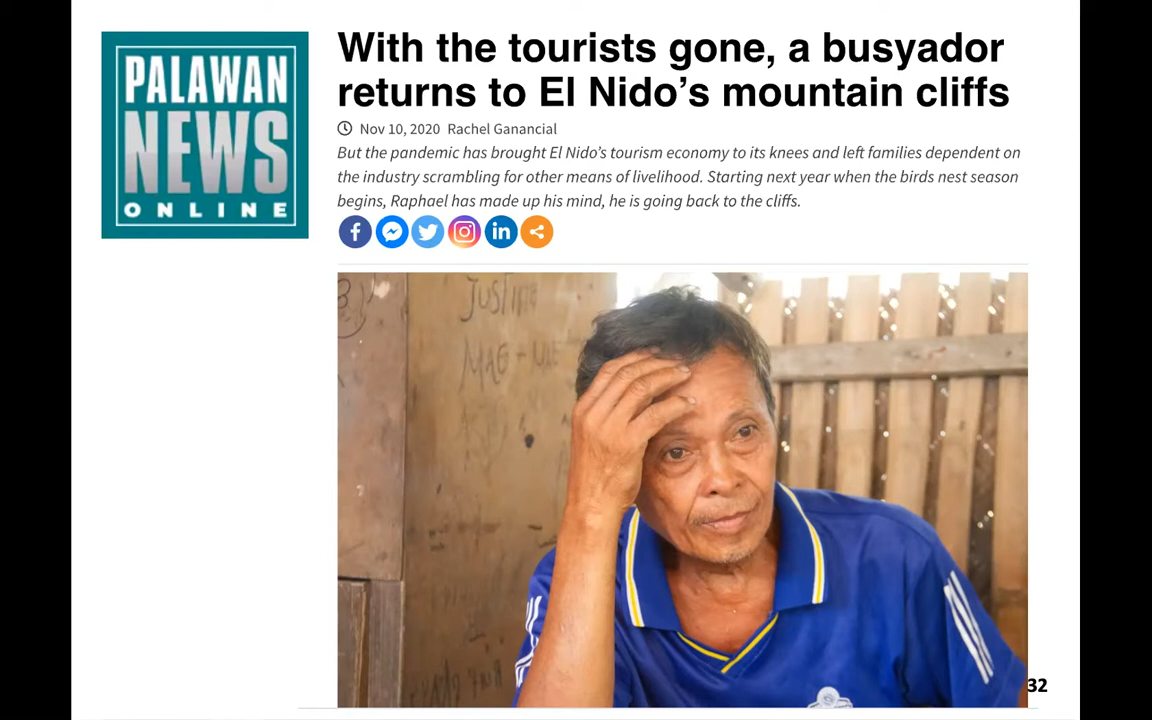 PALAWAN
NEWS
ONLINE
With the tourists gone, a busyador
returns to El Nido’s mountain cliffs
Nov 10, 2020 Rachel Ganancial
But the pandemic has brought El Nido’s tourism economy to its knees and left families dependent on
the industry scrambling for other means of livelihood. Starting next year when the birds nest season
begins, Raphael has made up his mind, he is going back to the cliffs.
32